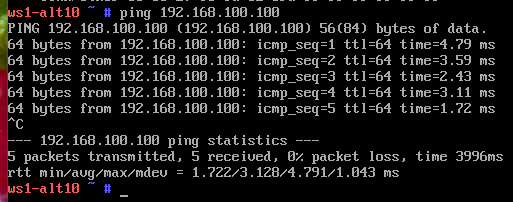 ws1-alt10 ~ # ping 192.168.100.100
PING 192.168.100.100 (192.168.100.100) 56(84) bytes of data.
64 bytes from 192.168.100.100: icmp_seq=1 ttl=64 time=4.79 ms
64 bytes from 192.168.100.100: icmp_seq=2 ttl=64 time=3.59 ms
64 bytes from 192.168.100.100: icmp_seq=3 ttl=64 time=2.43 ms
64 bytes from 192.168.100.100: icmp_seq=4 ttl=64 time=3.11 ms
64 bytes from 192.168.100.100: icmp_seq=5 ttl=64 time=1.72 ms
^C
--- 192.168.100.100 ping statistics ---
5 packets transmitted, 5 received, 0% packet loss, time 3996ms
rtt min/avg/max/mdev = 1.722/3.128/4.791/1.043 ms
ws1-alt10 ~ # _